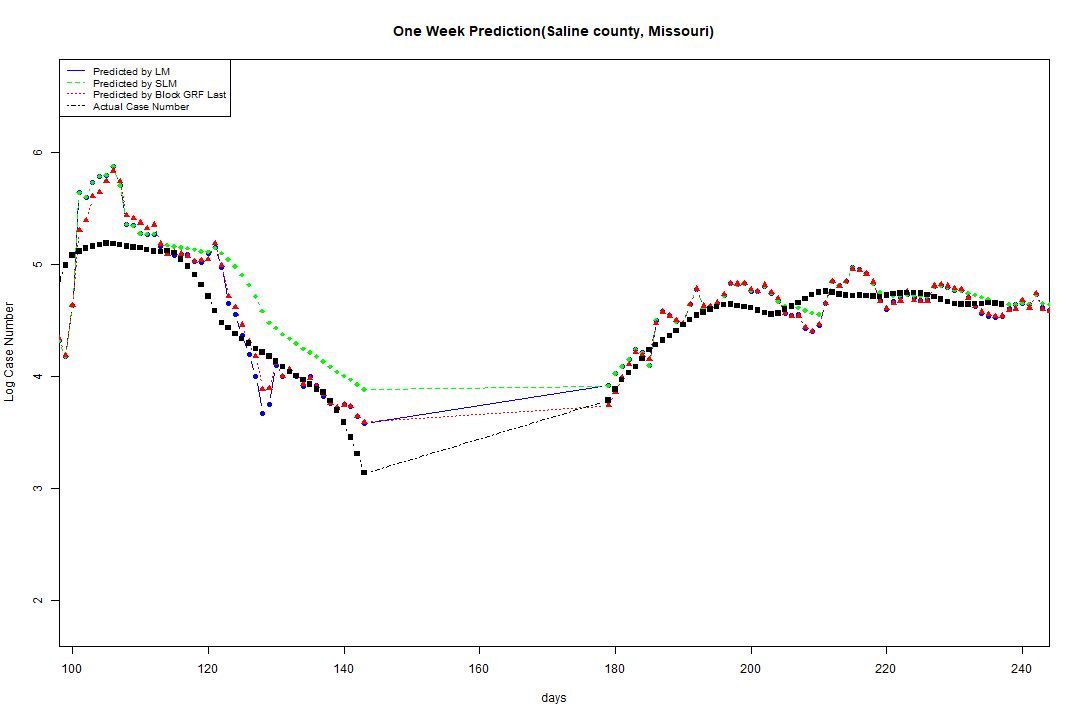 One Week Prediction(Saline county, Missouri)
Predicted by LM
Predicted by SLM
Predicted by Block GRF Last
Actual Case Number
6
5
4
3
2
Log Case Number
100 120 140 160 180 200 220 240
days